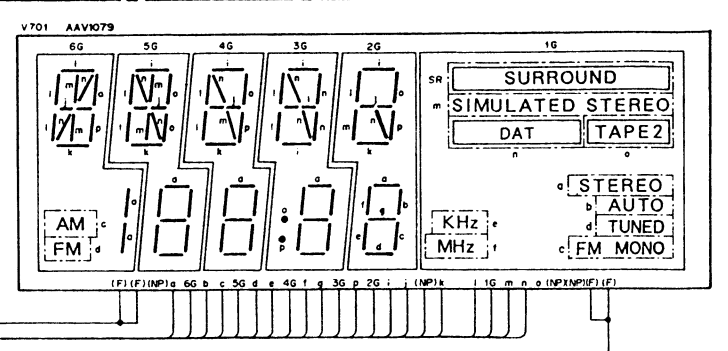 V701 AAV1079
6G 5G 4G 3G 2G 1G
SR SURROUND
m SIMULATED STEREO
DAT TAPE2
n o
a STEREO
b AUTO
AM c KHz e d TUNED
FM d MHz f c FM MONO
(F) (F) (NP) a 6G b c 5G d e 4G f g 3G p 2G i j (NP) k l 1G m n o (NP)(NP)(F) (F)